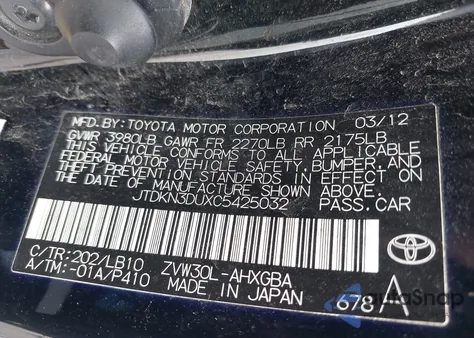 MFD. BY: TOYOTA MOTOR CORPORATION 03/12
GVWR 3980LB GAWR FR 2270LB RR 2175LB
THIS VEHICLE CONFORMS TO ALL APPLICABLE
FEDERAL MOTOR VEHICLE SAFETY, BUMPER, AND
THEFT PREVENTION STANDARDS IN EFFECT ON
THE DATE OF MANUFACTURE SHOWN ABOVE.
JTDKN3DUXC5425032 PASS. CAR
C/TR: 202/LB10 ZVW30L-AHXGBA
A/TM: -01A/P410 MADE IN JAPAN
TOYOTA
678A
AutoSnap